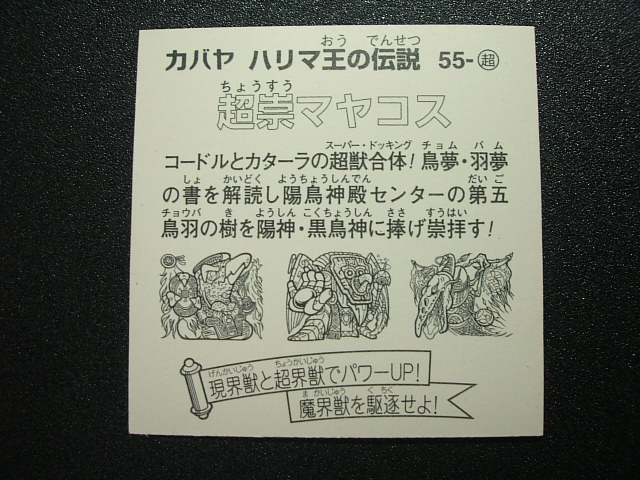 カバヤ ハリマ王の伝説 55-超
超崇マヤコス
コードルとカターラの超獣合体！鳥夢・羽夢
の書を解読し陽鳥神殿センターの第五
鳥羽の樹を陽神・黒鳥神に捧げ崇拝す！
現界獣と超界獣でパワーUP！
魔界獣を駆逐せよ！